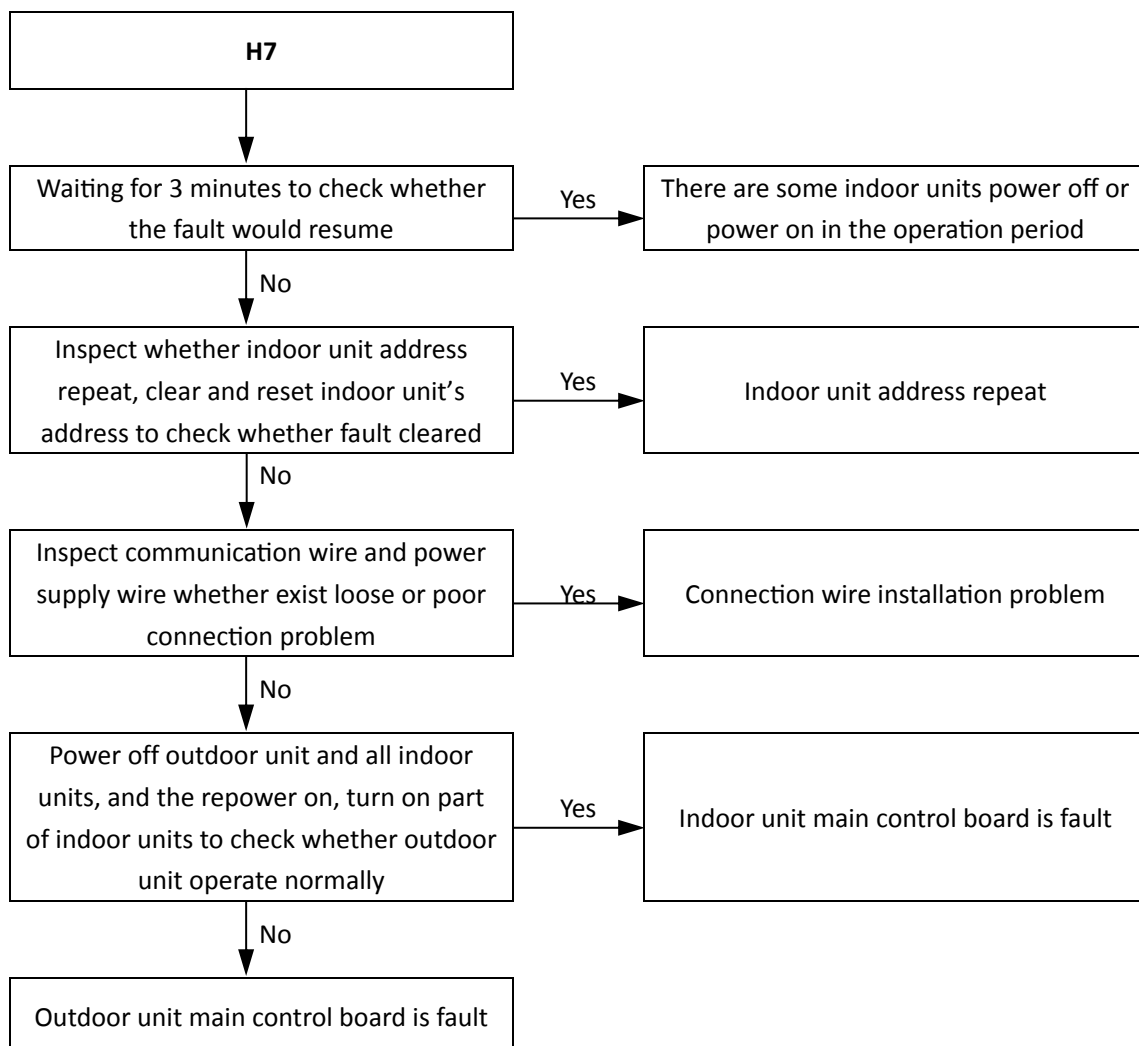 H7
Waiting for 3 minutes to check whether
the fault would resume
Yes
There are some indoor units power off or
power on in the operation period
No
Inspect whether indoor unit address
repeat, clear and reset indoor unit’s
address to check whether fault cleared
Yes
Indoor unit address repeat
No
Inspect communication wire and power
supply wire whether exist loose or poor
connection problem
Yes
Connection wire installation problem
No
Power off outdoor unit and all indoor
units, and the repower on, turn on part
of indoor units to check whether outdoor
unit operate normally
Yes
Indoor unit main control board is fault
No
Outdoor unit main control board is fault